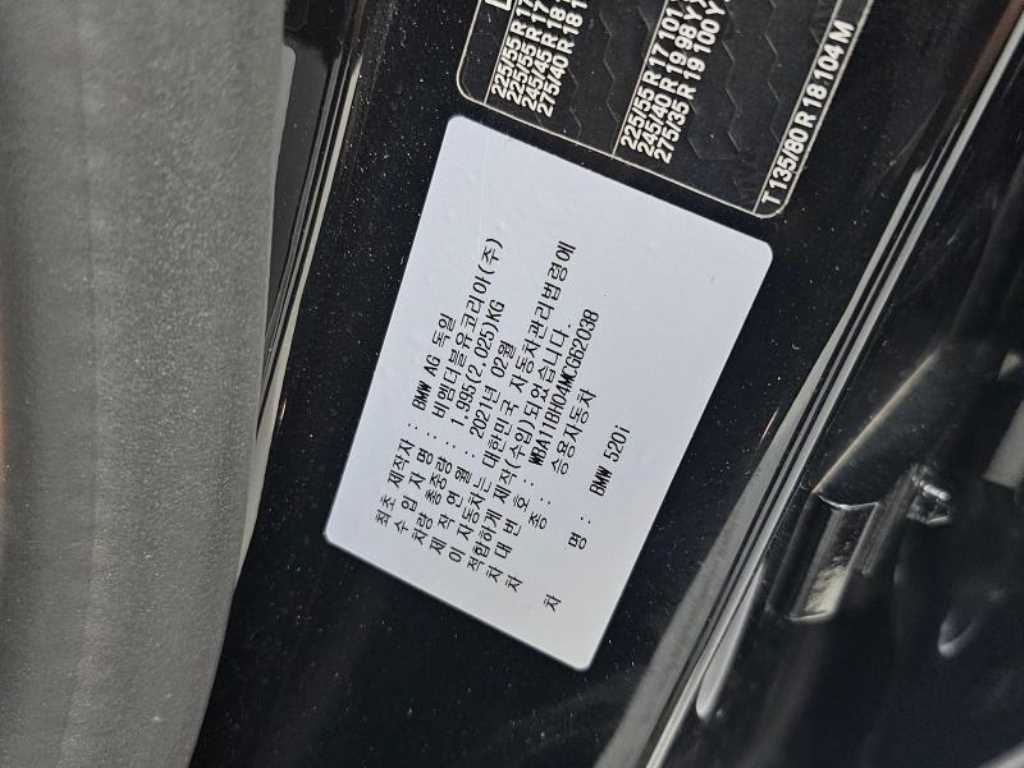 225/55 R 17
225/55 R 17
245/45 R 18
275/40 R 18
225/55 R 17 101
245/40 R 19 98 Y
275/35 R 19 100 Y
T 135/80 R 18 104 M
최초 제작자 : BMW AG 독일
수 입 자 명 : 비엠더블유코리아(주)
차량 총중량 : 1,995(2,025)KG
제 작 연 월 : 2021년 02월
이 자동차는 대한민국 자동차관리법령에
적합하게 제작(수입)되었습니다.
차 대 번 호 : WBA11BH04MCG62038
차 종 : 승용자동차
차 명 : BMW 520i